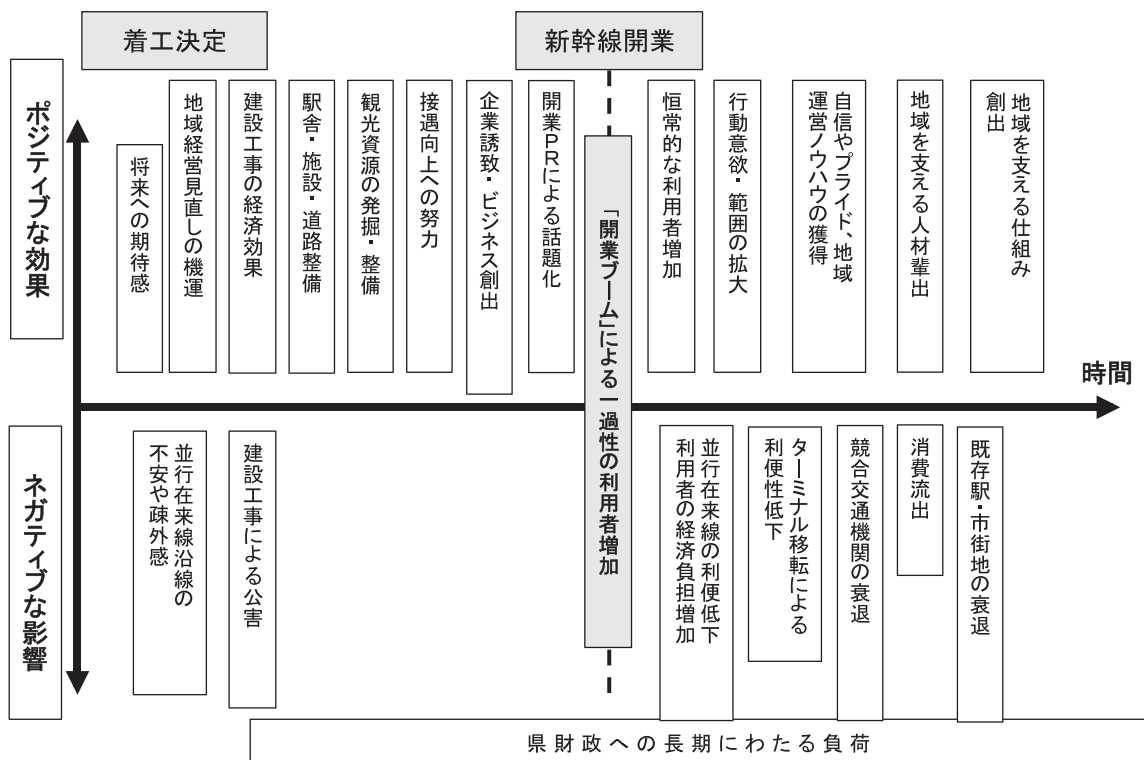 着工決定
新幹線開業
ポジティブな効果
将来への期待感
地域経営見直しの機運
建設工事の経済効果
駅舎・施設・道路整備
観光資源の発掘・整備
接遇向上への努力
企業誘致・ビジネス創出
開業PRによる話題化
「開業ブーム」による一過性の利用者増加
恒常的な利用者増加
行動意欲・範囲の拡大
自信やプライド、地域
運営ノウハウの獲得
地域を支える人材輩出
地域を支える仕組み
創出
時間
ネガティブな影響
並行在来線沿線の
不安や疎外感
建設工事による公害
並行在来線の利便低下
利用者の経済負担増加
ターミナル移転による
利便性低下
競合交通機関の衰退
消費流出
既存駅・市街地の衰退
県財政への長期にわたる負荷